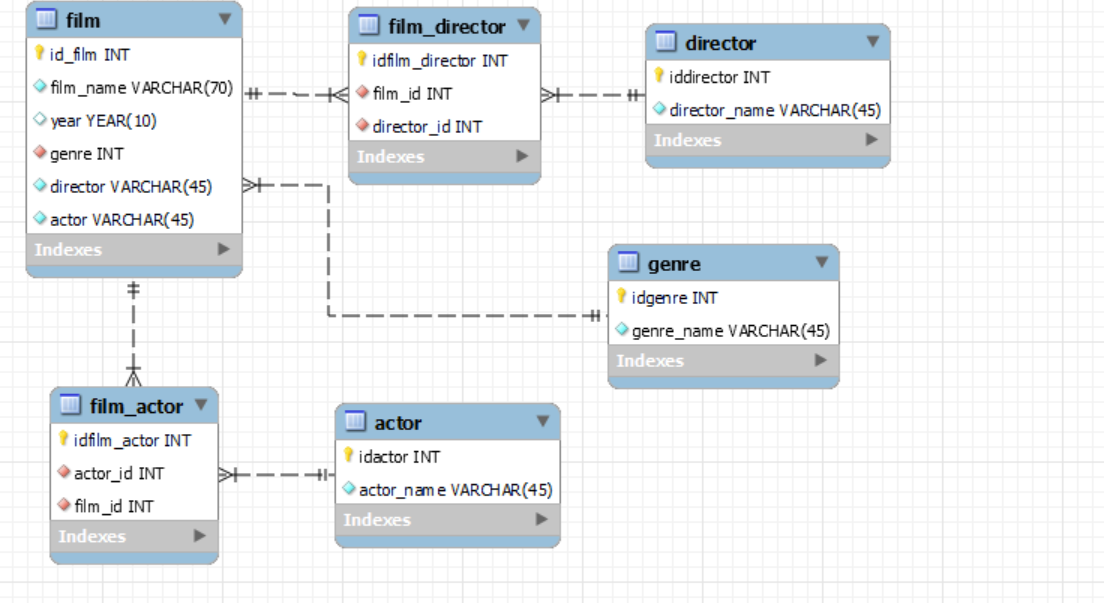 film
id_film INT
film_name VARCHAR(70)
year YEAR(10)
genre INT
director VARCHAR(45)
actor VARCHAR(45)
Indexes
film_director
idfilm_director INT
film_id INT
director_id INT
Indexes
director
iddirector INT
director_name VARCHAR(45)
Indexes
genre
idgenre INT
genre_name VARCHAR(45)
Indexes
film_actor
idfilm_actor INT
actor_id INT
film_id INT
Indexes
actor
idactor INT
actor_name VARCHAR(45)
Indexes